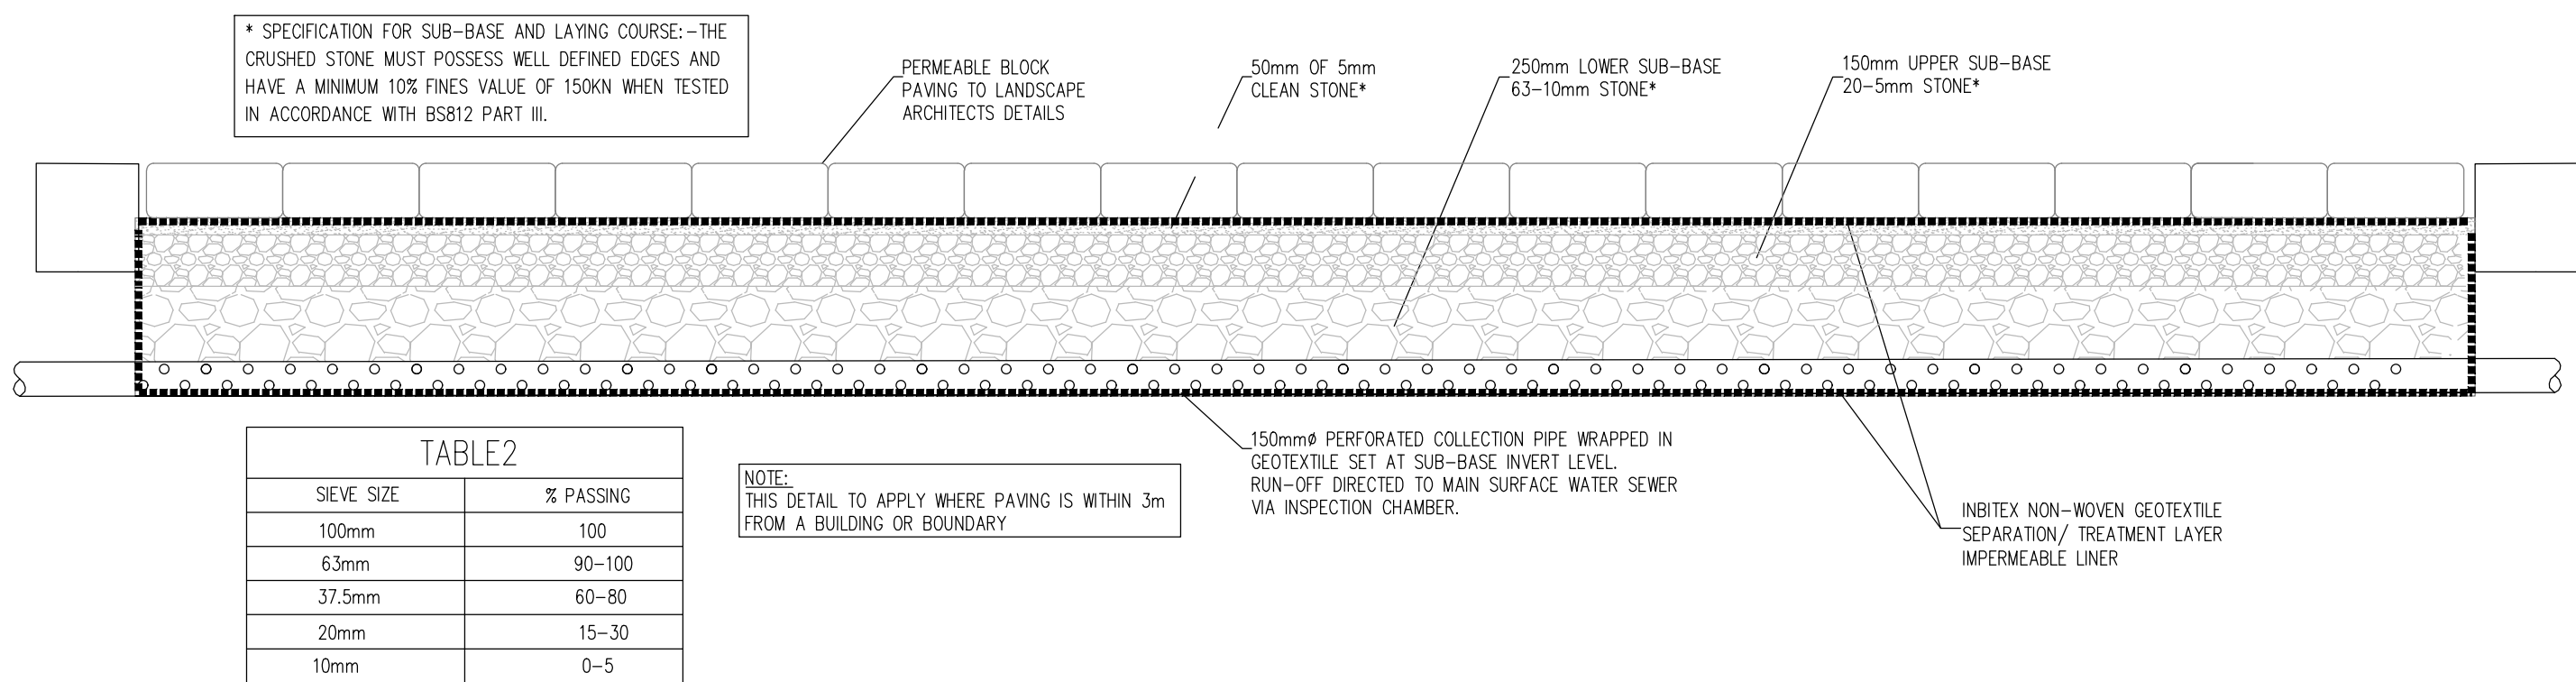 * SPECIFICATION FOR SUB-BASE AND LAYING COURSE:-THE
CRUSHED STONE MUST POSSESS WELL DEFINED EDGES AND
HAVE A MINIMUM 10% FINES VALUE OF 150KN WHEN TESTED
IN ACCORDANCE WITH BS812 PART III.
PERMEABLE BLOCK
PAVING TO LANDSCAPE
ARCHITECTS DETAILS
50mm OF 5mm
CLEAN STONE*
250mm LOWER SUB-BASE
63-10mm STONE*
150mm UPPER SUB-BASE
20-5mm STONE*
TABLE2
SIEVE SIZE % PASSING
100mm 100
63mm 90-100
37.5mm 60-80
20mm 15-30
10mm 0-5
NOTE:
THIS DETAIL TO APPLY WHERE PAVING IS WITHIN 3m
FROM A BUILDING OR BOUNDARY
150mmø PERFORATED COLLECTION PIPE WRAPPED IN
GEOTEXTILE SET AT SUB-BASE INVERT LEVEL.
RUN-OFF DIRECTED TO MAIN SURFACE WATER SEWER
VIA INSPECTION CHAMBER.
INBITEX NON-WOVEN GEOTEXTILE
SEPARATION/ TREATMENT LAYER
IMPERMEABLE LINER